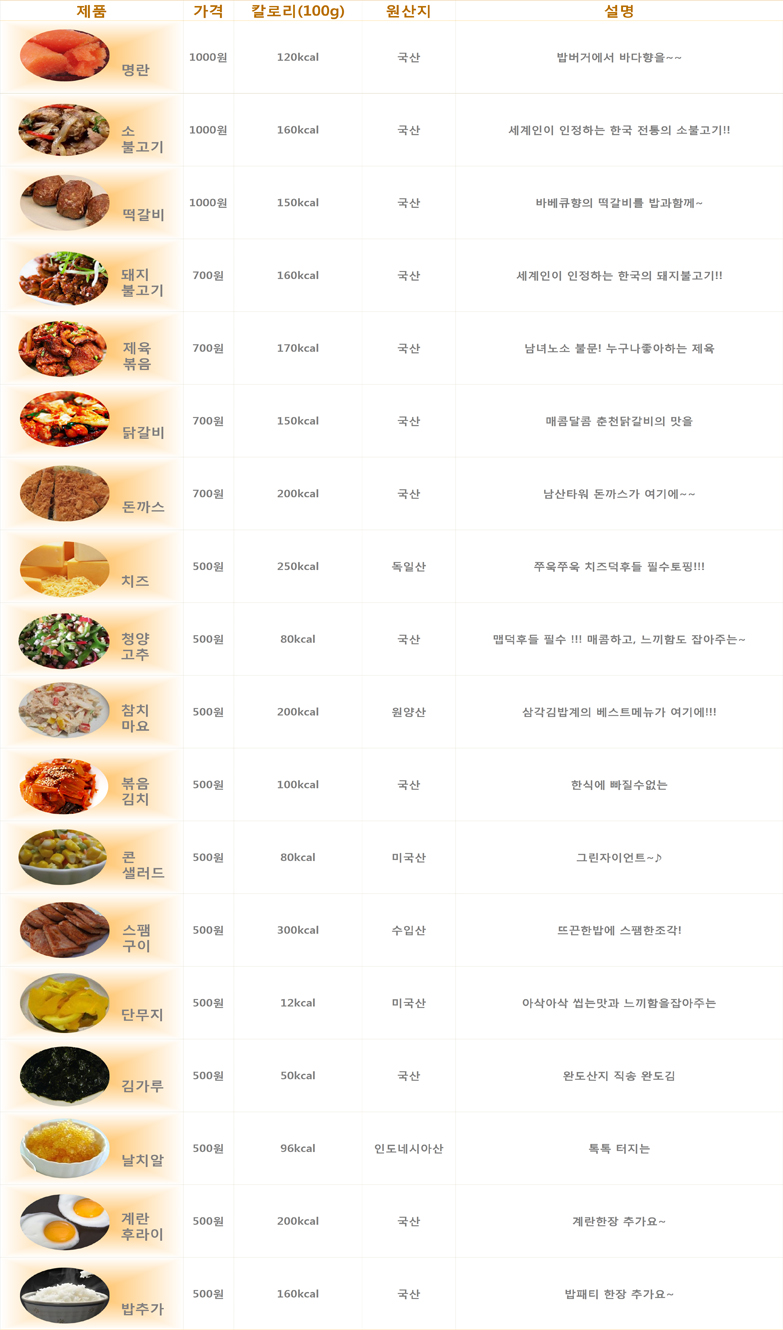 제품 가격 칼로리(100g) 원산지 설명
명란 1000원 120kcal 국산 밥버거에서 바다향을~~
소
불고기 1000원 160kcal 국산 세계인이 인정하는 한국 전통의 소불고기!!
떡갈비 1000원 150kcal 국산 바베큐향의 떡갈비를 밥과함께~
돼지
불고기 700원 160kcal 국산 세계인이 인정하는 한국의 돼지불고기!!
제육
볶음 700원 170kcal 국산 남녀노소 불문! 누구나좋아하는 제육
닭갈비 700원 150kcal 국산 매콤달콤 춘천닭갈비의 맛을
돈까스 700원 200kcal 국산 남산타워 돈까스가 여기에~~
치즈 500원 250kcal 독일산 쭈욱쭈욱 치즈덕후들 필수토핑!!!
청양
고추 500원 80kcal 국산 맵덕후들 필수 !!! 매콤하고, 느끼함도 잡아주는~
참치
마요 500원 200kcal 원양산 삼각김밥계의 베스트메뉴가 여기에!!!
볶음
김치 500원 100kcal 국산 한식에 빠질수없는
콘
샐러드 500원 80kcal 미국산 그린자이언트~♪
스팸
구이 500원 300kcal 수입산 뜨끈한밥에 스팸한조각!
단무지 500원 12kcal 미국산 아삭아삭 씹는맛과 느끼함을잡아주는
김가루 500원 50kcal 국산 완도산지 직송 완도김
날치알 500원 96kcal 인도네시아산 톡톡 터지는
계란
후라이 500원 200kcal 국산 계란한장 추가요~
밥추가 500원 160kcal 국산 밥패티 한장 추가요~